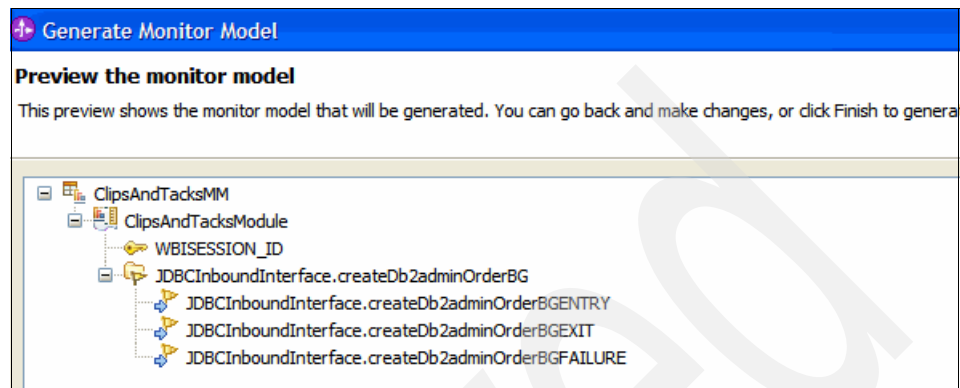 Generate Monitor Model
Preview the monitor model
This preview shows the monitor model that will be generated. You can go back and make changes, or click Finish to genera
ClipsAndTacksMM
ClipsAndTacksModule
WBISESSION_ID
JDBCInboundInterface.createDb2adminOrderBG
JDBCInboundInterface.createDb2adminOrderBGENTRY
JDBCInboundInterface.createDb2adminOrderBGEXIT
JDBCInboundInterface.createDb2adminOrderBGFAILURE